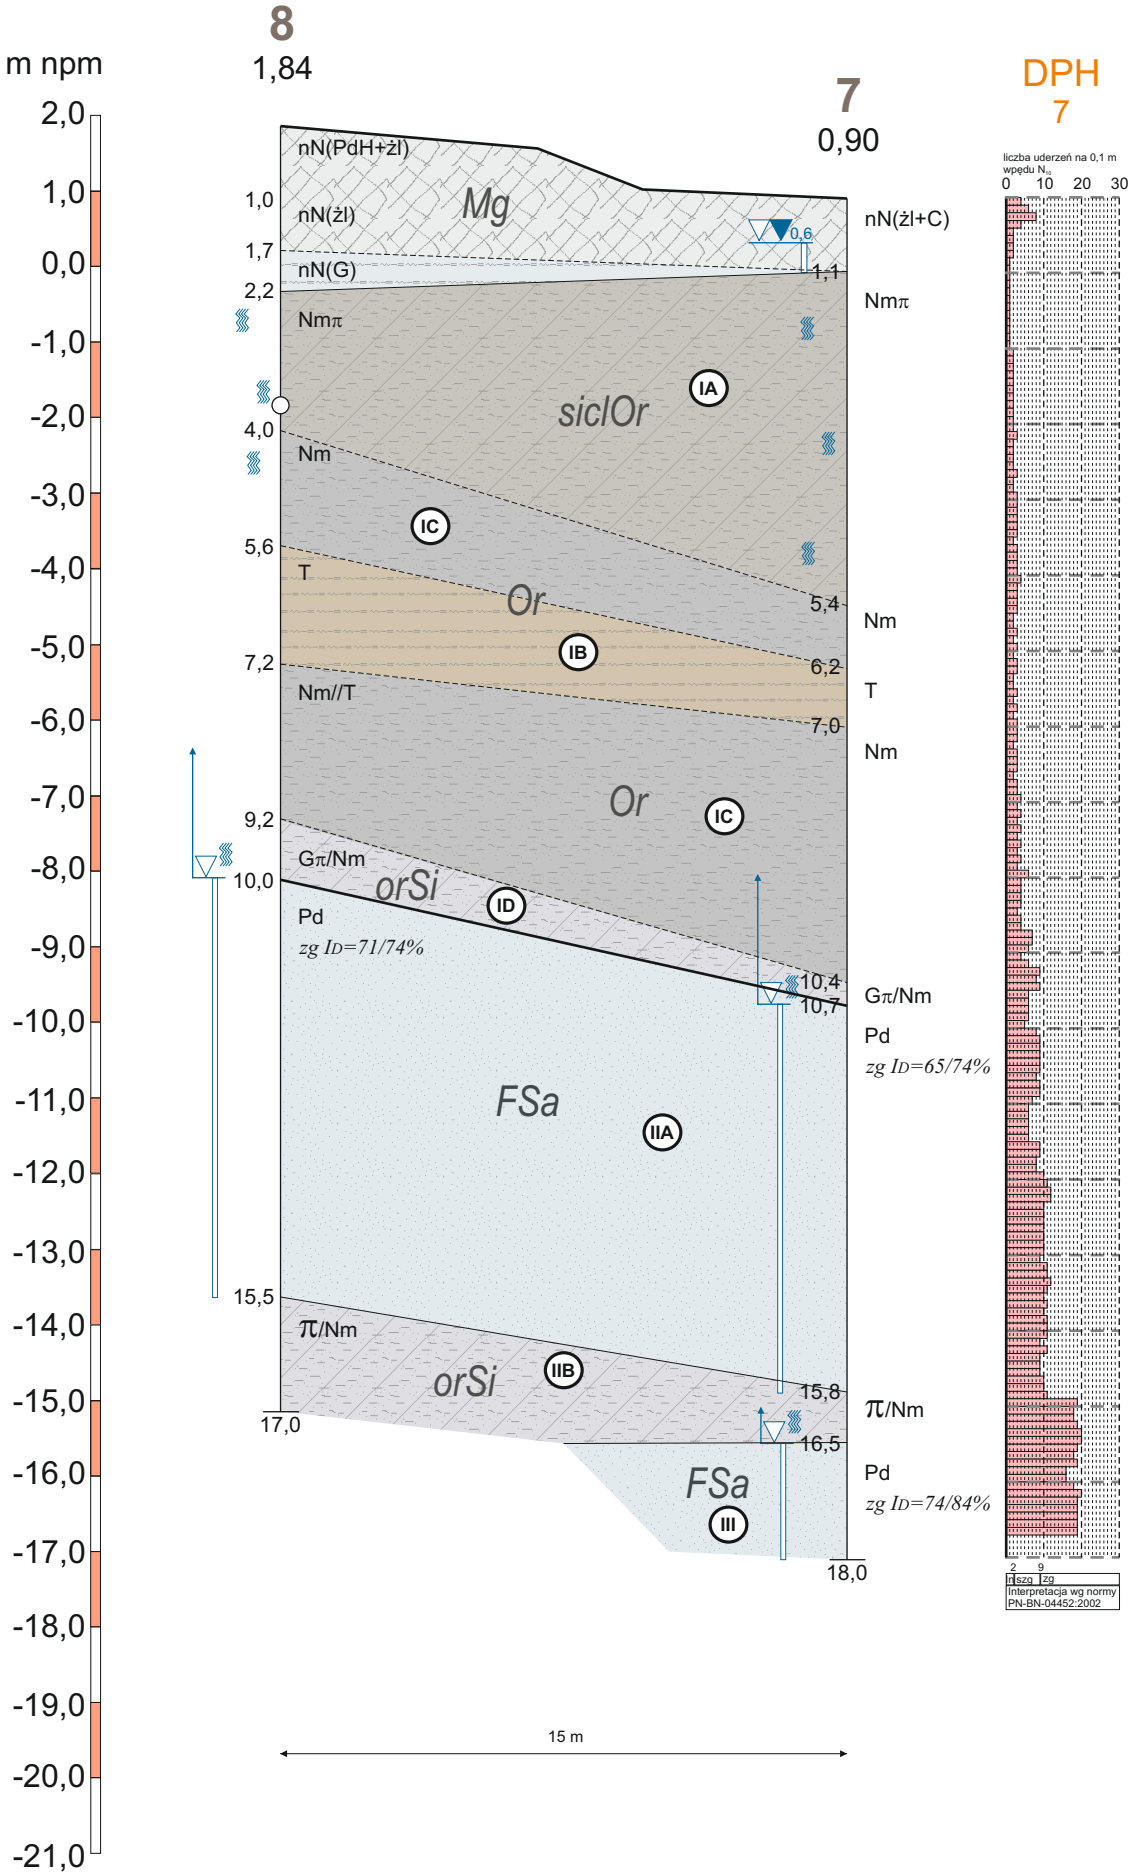 8
m npm
1,84
DPH
7
7
0,90
liczba uderzeń na 0,1 m
wpędu N₁₀
0 10 20 30
2,0
1,0
0,0
-1,0
-2,0
-3,0
-4,0
-5,0
-6,0
-7,0
-8,0
-9,0
-10,0
-11,0
-12,0
-13,0
-14,0
-15,0
-16,0
-17,0
-18,0
-19,0
-20,0
-21,0
1,0
1,7
2,2
4,0
5,6
7,2
9,2
10,0
15,5
17,0
nN(PdH+żl)
nN(żl)
nN(G)
Nmπ
Nm
T
Nm//T
Gπ/Nm
Pd
zg ID=71/74%
π/Nm
Mg
siclOr
IA
IC
Or
IB
Or
IC
orSi
ID
FSa
IIA
orSi
IIB
FSa
III
0,6
1,1
5,4
6,2
7,0
10,4
10,7
15,8
16,5
18,0
nN(żl+C)
Nmπ
Nm
T
Nm
Gπ/Nm
Pd
zg ID=65/74%
π/Nm
Pd
zg ID=74/84%
2 9
ln szg zg
Interpretacja wg normy
PN-BN-04452:2002
15 m